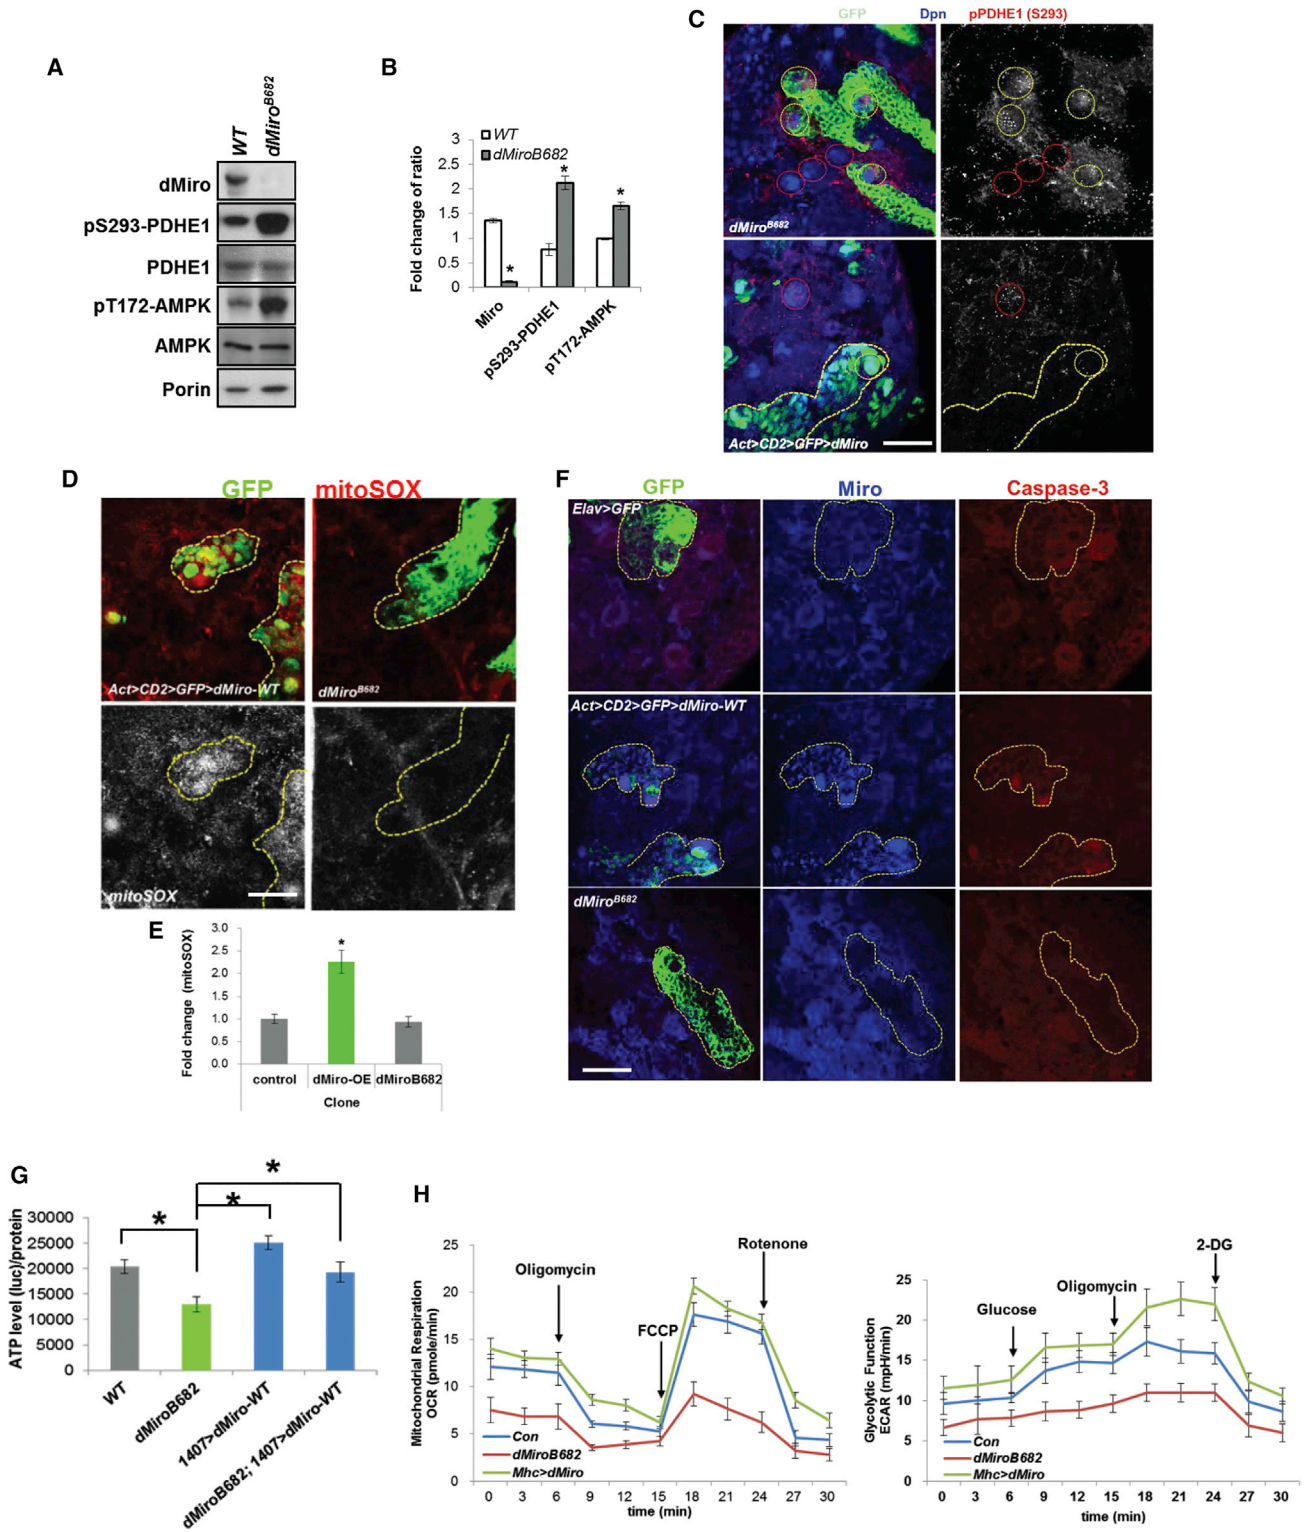 A
WT
dMiroB682
dMiro
pS293-PDHE1
PDHE1
pT172-AMPK
AMPK
Porin
B
Fold change of ratio
3
2.5
2
1.5
1
0.5
0
WT
dMiroB682
*
*
*
Miro
pS293-PDHE1
pT172-AMPK
C
GFP Dpn pPDHE1 (S293)
dMiroB682
Act>CD2>GFP>dMiro
D
GFP mitoSOX
Act>CD2>GFP>dMiro-WT
dMiroB682
mitoSOX
E
Fold change (mitoSOX)
3.0
2.5
2.0
1.5
1.0
0.5
0.0
*
control dMiro-OE dMiroB682
Clone
F
GFP Miro Caspase-3
Elav>GFP
Act>CD2>GFP>dMiro-WT
dMiroB682
G
ATP level (luc)/protein
30000
25000
20000
15000
10000
5000
0
*
*
*
WT
dMiroB682
1407>dMiro-WT
dMiroB682; 1407>dMiro-WT
H
Mitochondrial Respiration
OCR (pmole/min)
25
20
15
10
5
0
Oligomycin
FCCP
Rotenone
Con
dMiroB682
Mhc>dMiro
0 3 6 9 12 15 18 21 24 27 30
time (min)
Glycolytic Function
ECAR (mpH/min)
25
20
15
10
5
0
Glucose
Oligomycin
2-DG
Con
dMiroB682
Mhc>dMiro
0 3 6 9 12 15 18 21 24 27 30
time (min)